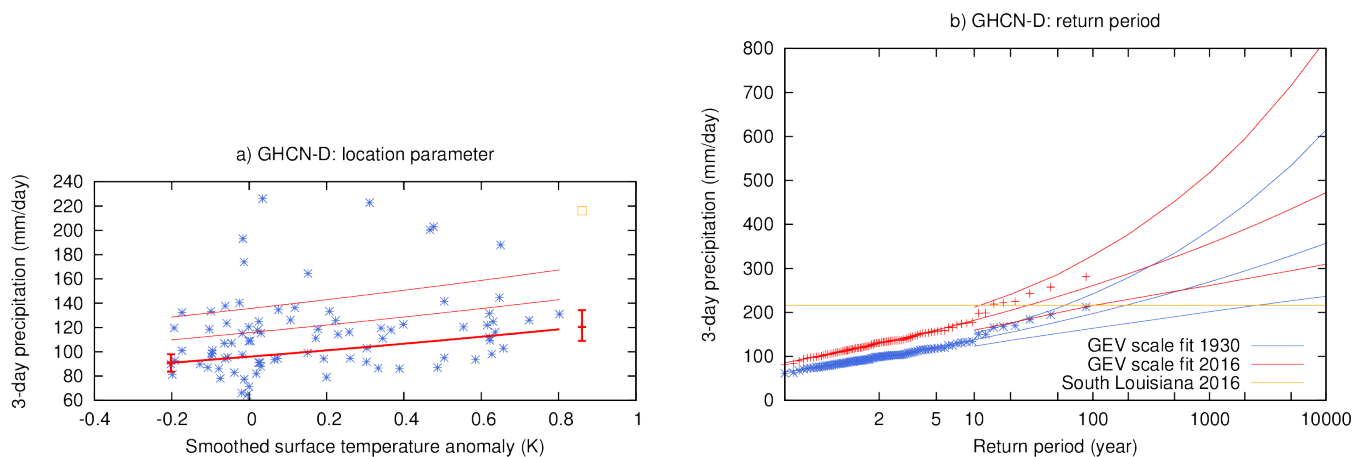 a) GHCN-D: location parameter
3-day precipitation (mm/day)
240
220
200
180
160
140
120
100
80
60
-0.4 -0.2 0 0.2 0.4 0.6 0.8 1
Smoothed surface temperature anomaly (K)
b) GHCN-D: return period
3-day precipitation (mm/day)
800
700
600
500
400
300
200
100
0
GEV scale fit 1930
GEV scale fit 2016
South Louisiana 2016
2 5 10 100 1000 10000
Return period (year)